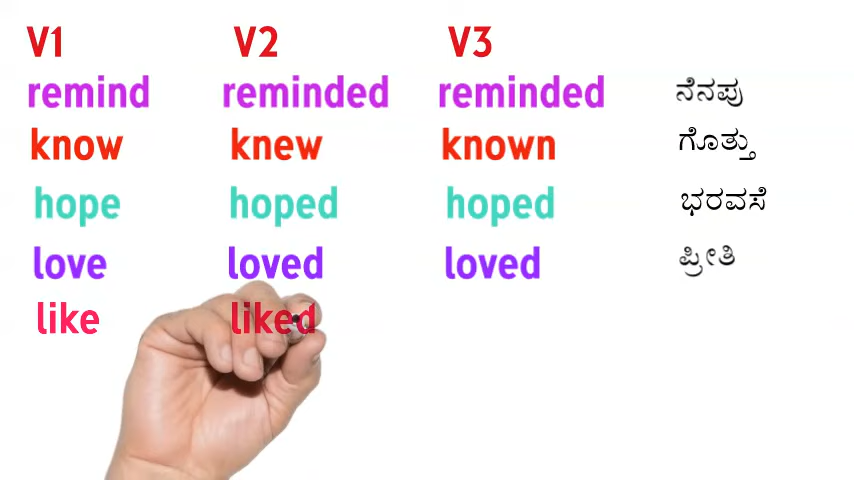 V1 V2 V3
remind reminded reminded ನೆನಪು
know knew known ಗೊತ್ತು
hope hoped hoped ಭರವಸೆ
love loved loved ಪ್ರೀತಿ
like liked